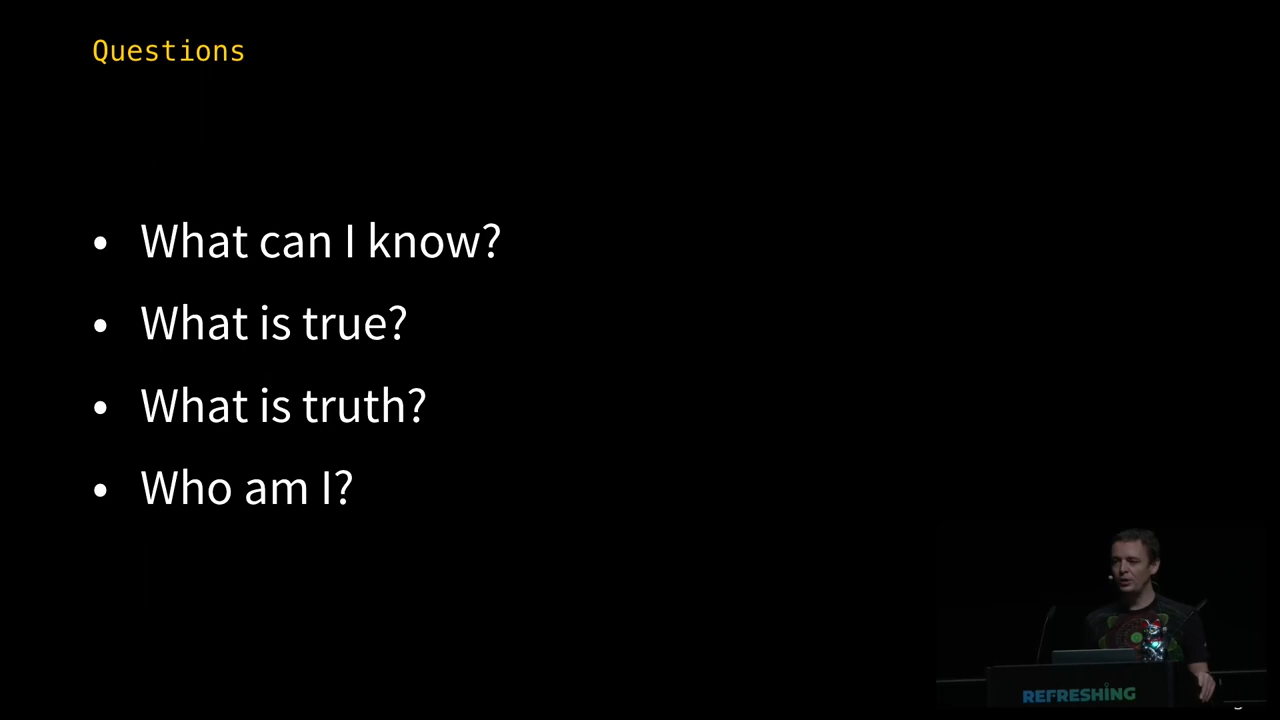 Questions
• What can I know?
• What is true?
• What is truth?
• Who am I?
REFRESHING